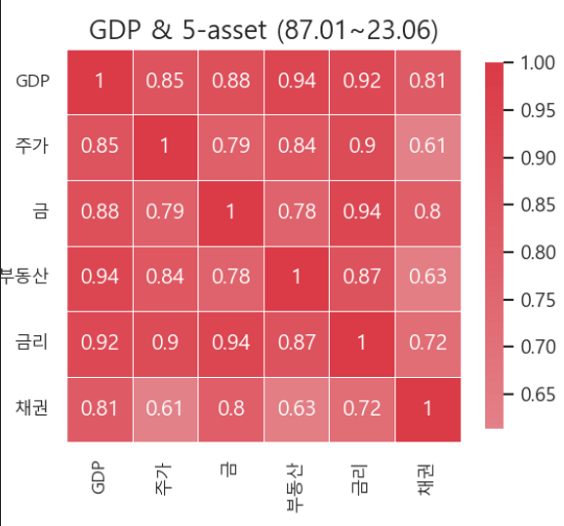 GDP & 5-asset (87.01~23.06)
GDP 1 0.85 0.88 0.94 0.92 0.81
주가 0.85 1 0.79 0.84 0.9 0.61
금 0.88 0.79 1 0.78 0.94 0.8
부동산 0.94 0.84 0.78 1 0.87 0.63
금리 0.92 0.9 0.94 0.87 1 0.72
채권 0.81 0.61 0.8 0.63 0.72 1
GDP 주가 금 부동산 금리 채권
1.00
0.95
0.90
0.85
0.80
0.75
0.70
0.65